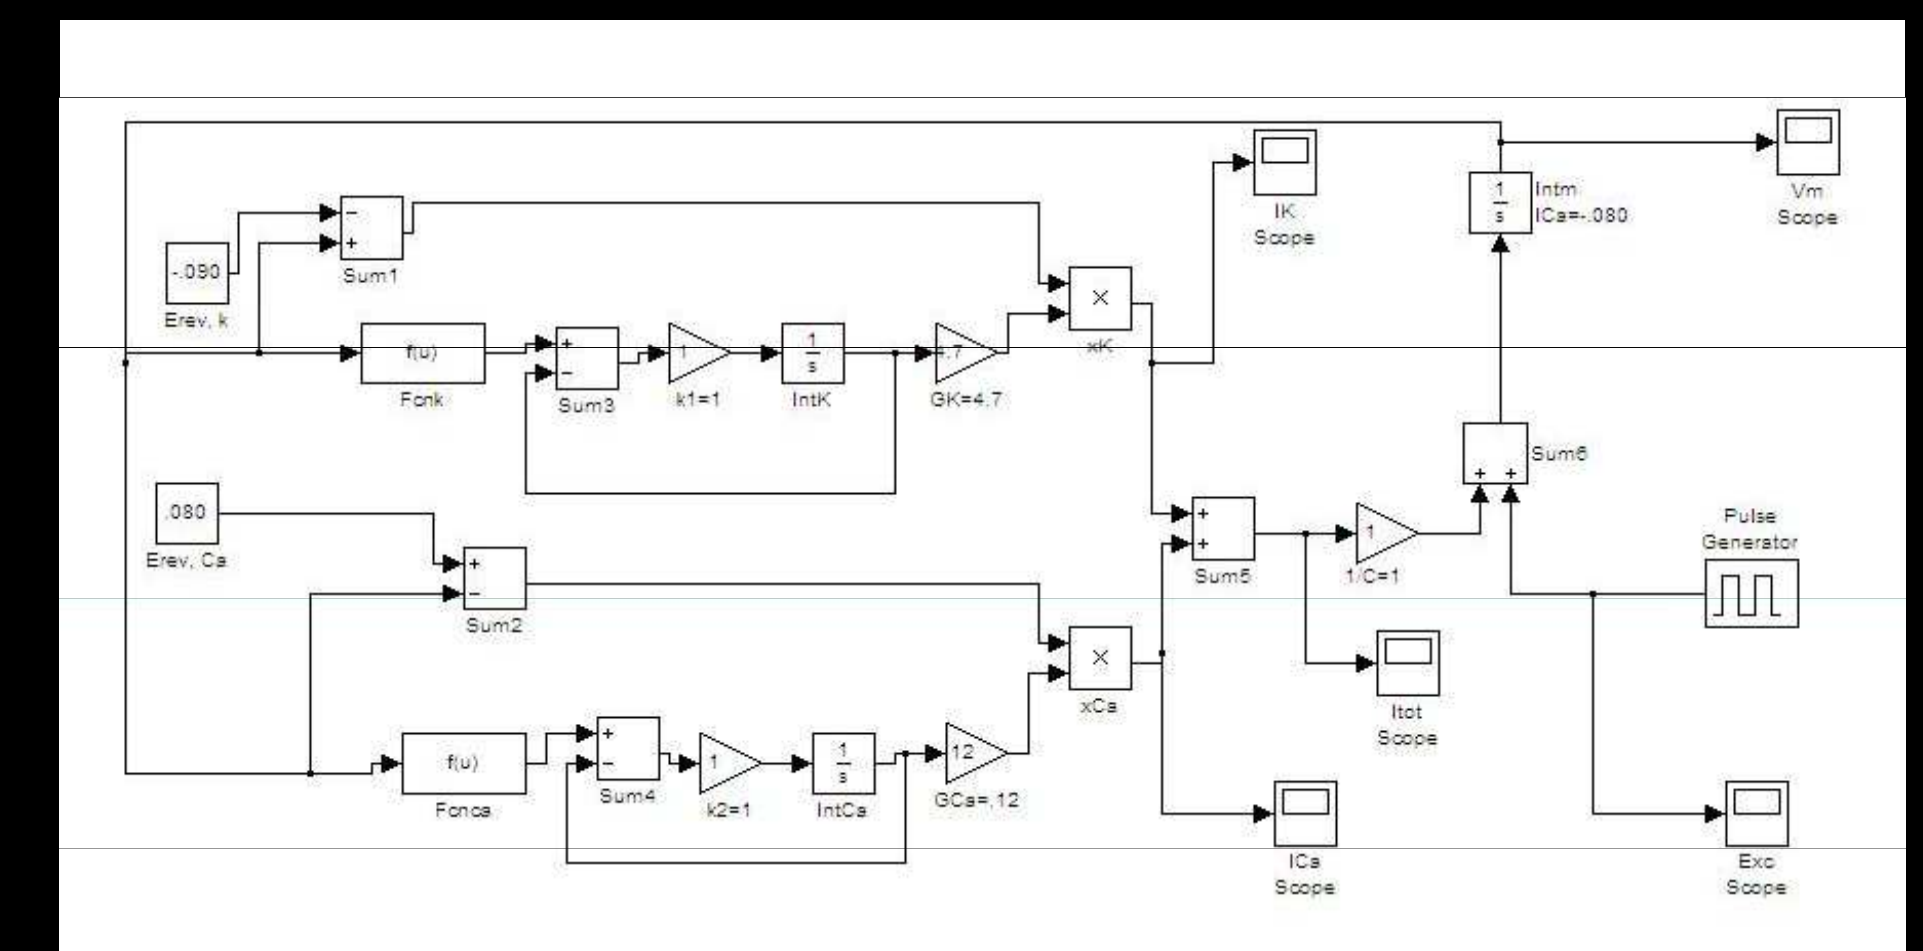 IK
Scope
1
s
Intm
ICa=-.080
Vm
Scope
−
+
-.090
Sum1
Erev, k
×
xK
f(u)
+
−
1
1
s
4.7
Fcnk
Sum3
k1=1
IntK
GK=4.7
Sum6
+ +
.080
Erev, Ca
+
−
Sum2
+
+
Sum5
1
1/C=1
Pulse
Generator
×
xCa
Itot
Scope
f(u)
+
−
1
1
s
12
Fcnca
Sum4
k2=1
IntCa
GCa=.12
ICa
Scope
Exc
Scope